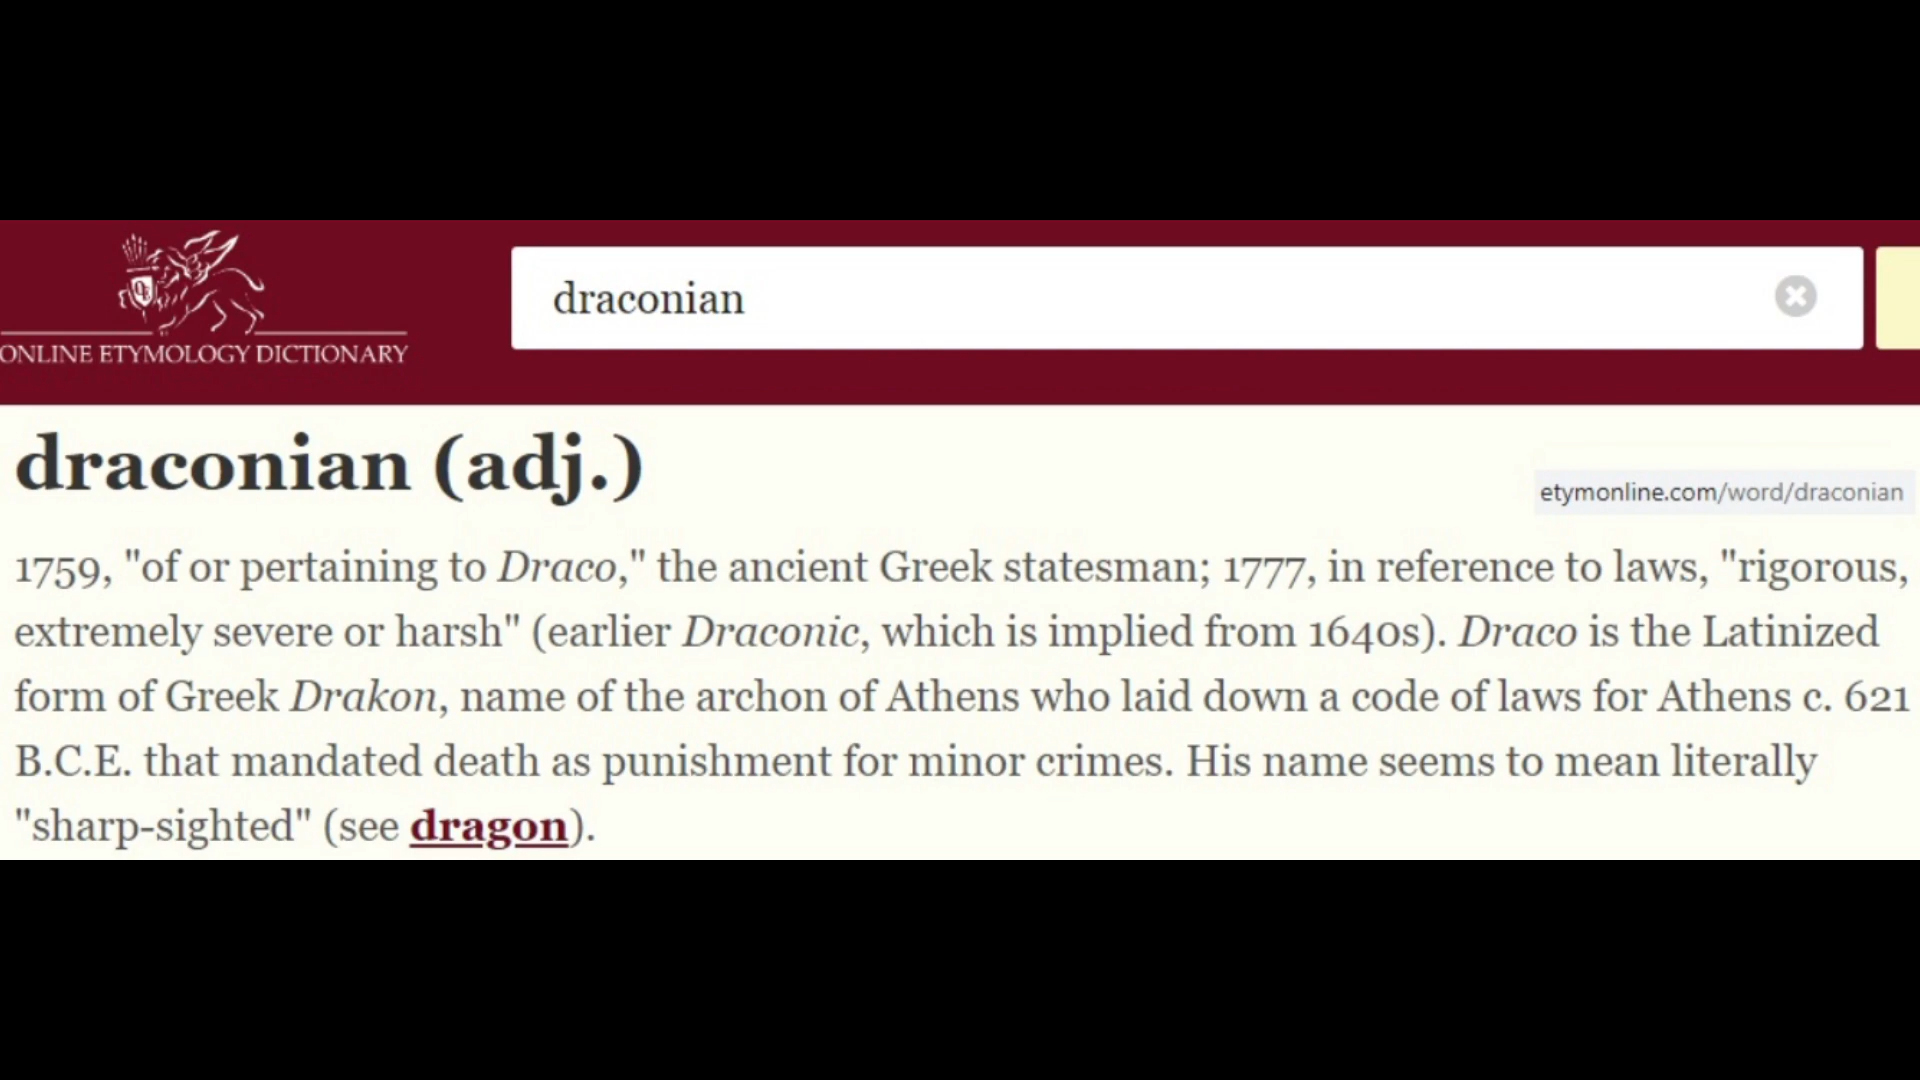 draconian
ONLINE ETYMOLOGY DICTIONARY
draconian (adj.)
etymonline.com/word/draconian
1759, "of or pertaining to Draco," the ancient Greek statesman; 1777, in reference to laws, "rigorous,
extremely severe or harsh" (earlier Draconic, which is implied from 1640s). Draco is the Latinized
form of Greek Drakon, name of the archon of Athens who laid down a code of laws for Athens c. 621
B.C.E. that mandated death as punishment for minor crimes. His name seems to mean literally
"sharp-sighted" (see dragon).